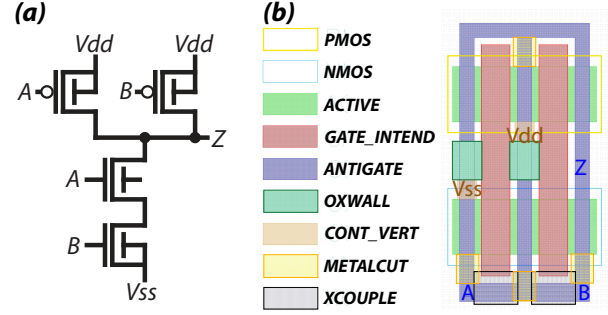 (a)
Vdd
Vdd
A
B
Z
A
B
Vss
(b)
PMOS
NMOS
ACTIVE
GATE_INTEND
ANTIGATE
OXWALL
CONT_VERT
METALCUT
XCOUPLE
Vdd
Z
Vss
A
B